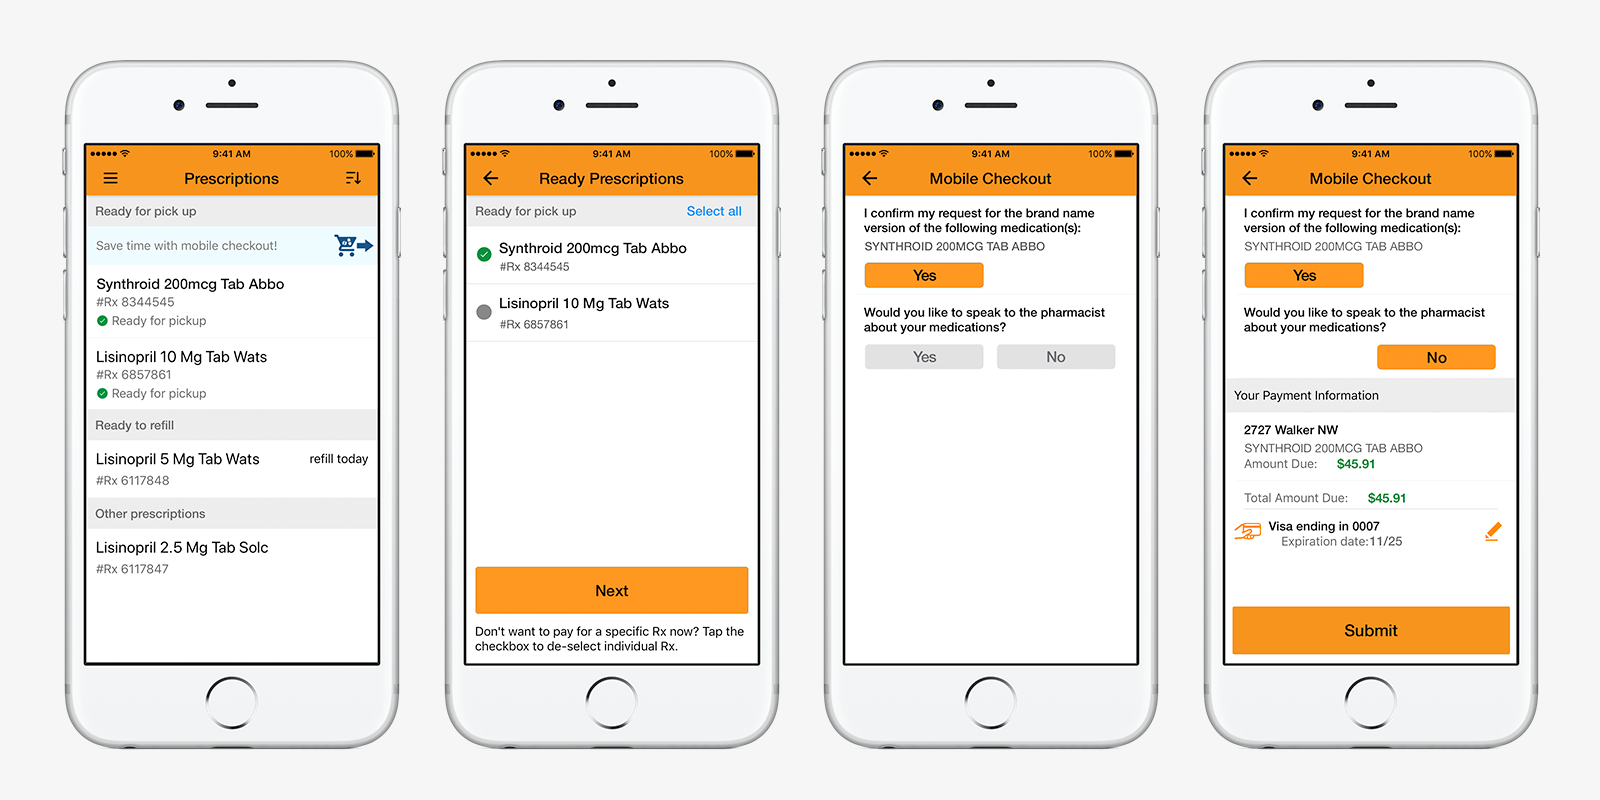 9:41 AM
100%
Prescriptions
Ready for pick up
Save time with mobile checkout!
Synthroid 200mcg Tab Abbo
#Rx 8344545
Ready for pickup
Lisinopril 10 Mg Tab Wats
#Rx 6857861
Ready for pickup
Ready to refill
Lisinopril 5 Mg Tab Wats
refill today
#Rx 6117848
Other prescriptions
Lisinopril 2.5 Mg Tab Solc
#Rx 6117847
9:41 AM
100%
Ready Prescriptions
Ready for pick up
Select all
Synthroid 200mcg Tab Abbo
#Rx 8344545
Lisinopril 10 Mg Tab Wats
#Rx 6857861
Next
Don't want to pay for a specific Rx now? Tap the
checkbox to de-select individual Rx.
9:41 AM
100%
Mobile Checkout
I confirm my request for the brand name
version of the following medication(s):
SYNTHROID 200MCG TAB ABBO
Yes
Would you like to speak to the pharmacist
about your medications?
Yes
No
9:41 AM
100%
Mobile Checkout
I confirm my request for the brand name
version of the following medication(s):
SYNTHROID 200MCG TAB ABBO
Yes
Would you like to speak to the pharmacist
about your medications?
No
Your Payment Information
2727 Walker NW
SYNTHROID 200MCG TAB ABBO
Amount Due: $45.91
Total Amount Due: $45.91
Visa ending in 0007
Expiration date:11/25
Submit